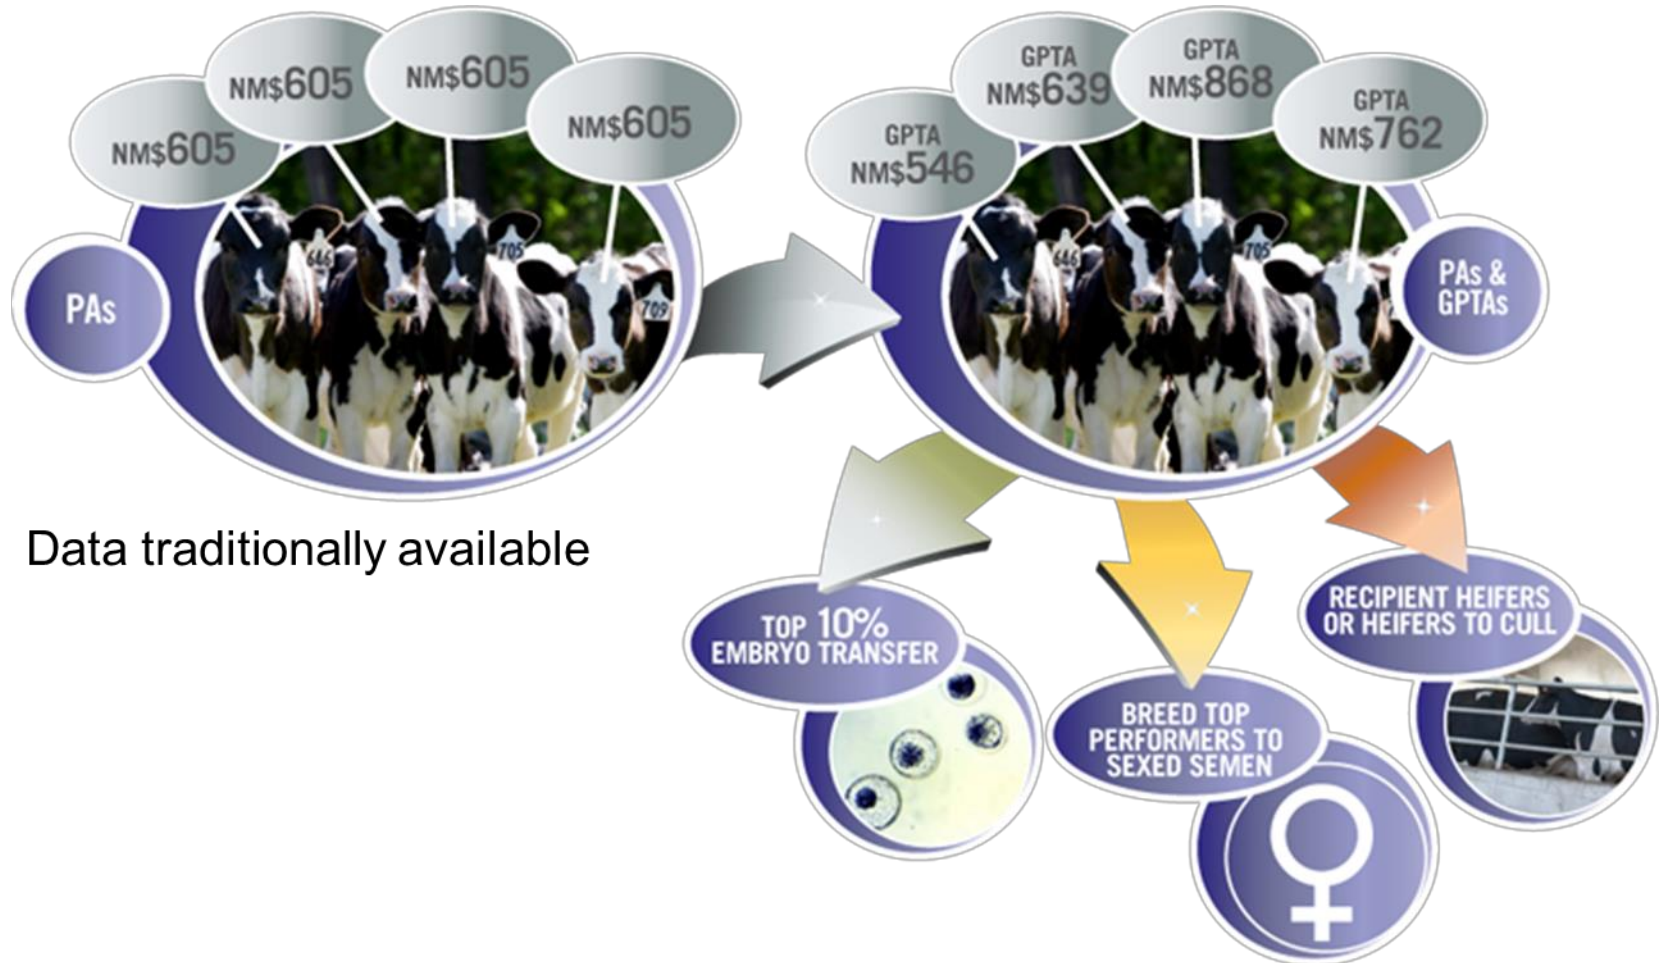 NM$605
NM$605
NM$605
NM$605
PAs
646
705
709
Data traditionally available
GPTA
NM$546
GPTA
NM$639
GPTA
NM$868
GPTA
NM$762
646
705
PAs &
GPTAs
TOP 10%
EMBRYO TRANSFER
BREED TOP
PERFORMERS TO
SEXED SEMEN
RECIPIENT HEIFERS
OR HEIFERS TO CULL